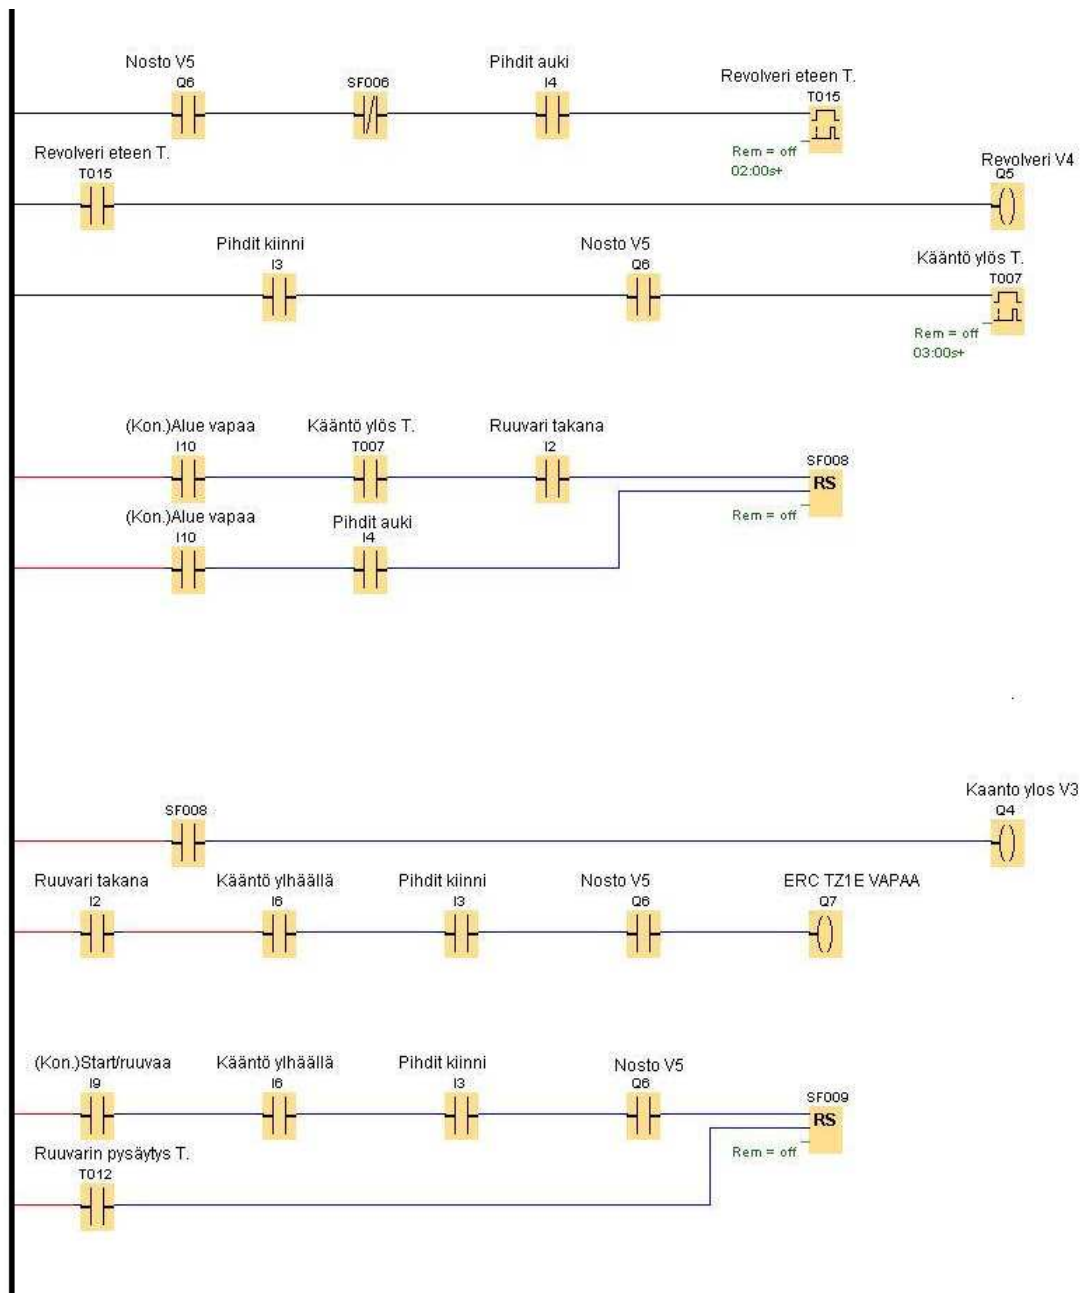 Nosto V5
Q6
SF006
Pihdit auki
I4
Revolveri eteen T.
T015
Rem = off
02:00s+
Revolveri eteen T.
T015
Revolveri V4
Q5
Pihdit kiinni
I3
Nosto V5
Q6
Kääntö ylös T.
T007
Rem = off
03:00s+
(Kon.)Alue vapaa
I10
Kääntö ylös T.
T007
Ruuvari takana
I2
SF008
RS
Rem = off
(Kon.)Alue vapaa
I10
Pihdit auki
I4
SF008
Kaanto ylos V3
Q4
Ruuvari takana
I2
Kääntö ylhäällä
I6
Pihdit kiinni
I3
Nosto V5
Q6
ERC TZ1E VAPAA
Q7
(Kon.)Start/ruuvaa
I9
Kääntö ylhäällä
I6
Pihdit kiinni
I3
Nosto V5
Q6
SF009
RS
Rem = off
Ruuvarin pysäytys T.
T012